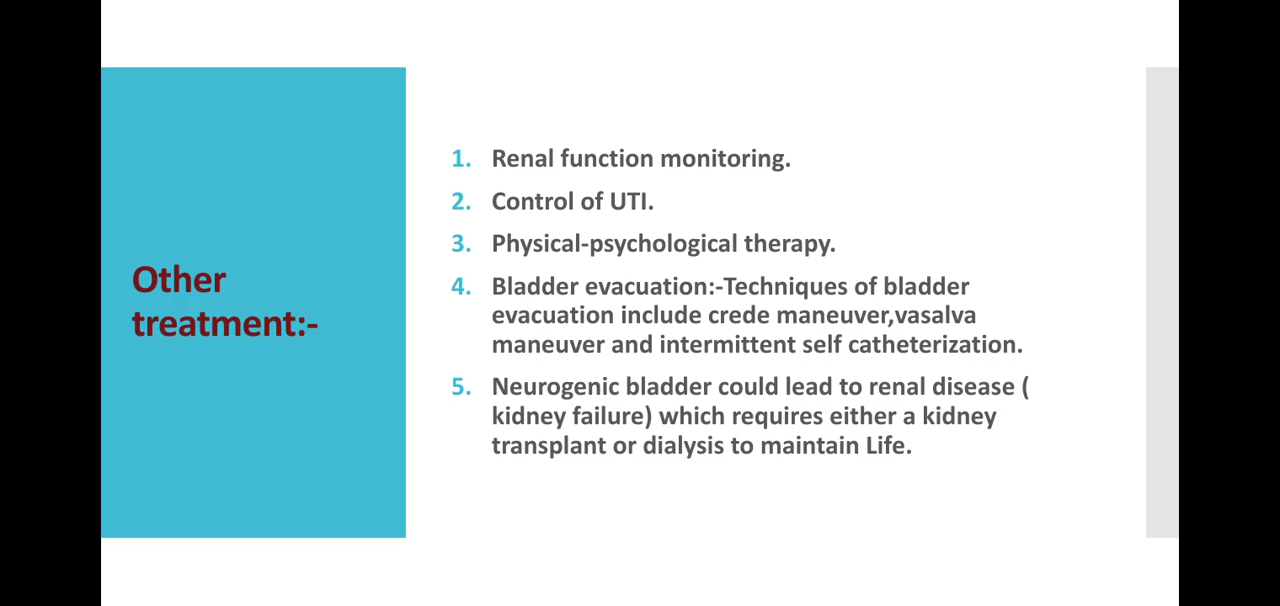 Other
treatment:-
1. Renal function monitoring.
2. Control of UTI.
3. Physical-psychological therapy.
4. Bladder evacuation:-Techniques of bladder
evacuation include crede maneuver,vasalva
maneuver and intermittent self catheterization.
5. Neurogenic bladder could lead to renal disease (
kidney failure) which requires either a kidney
transplant or dialysis to maintain Life.